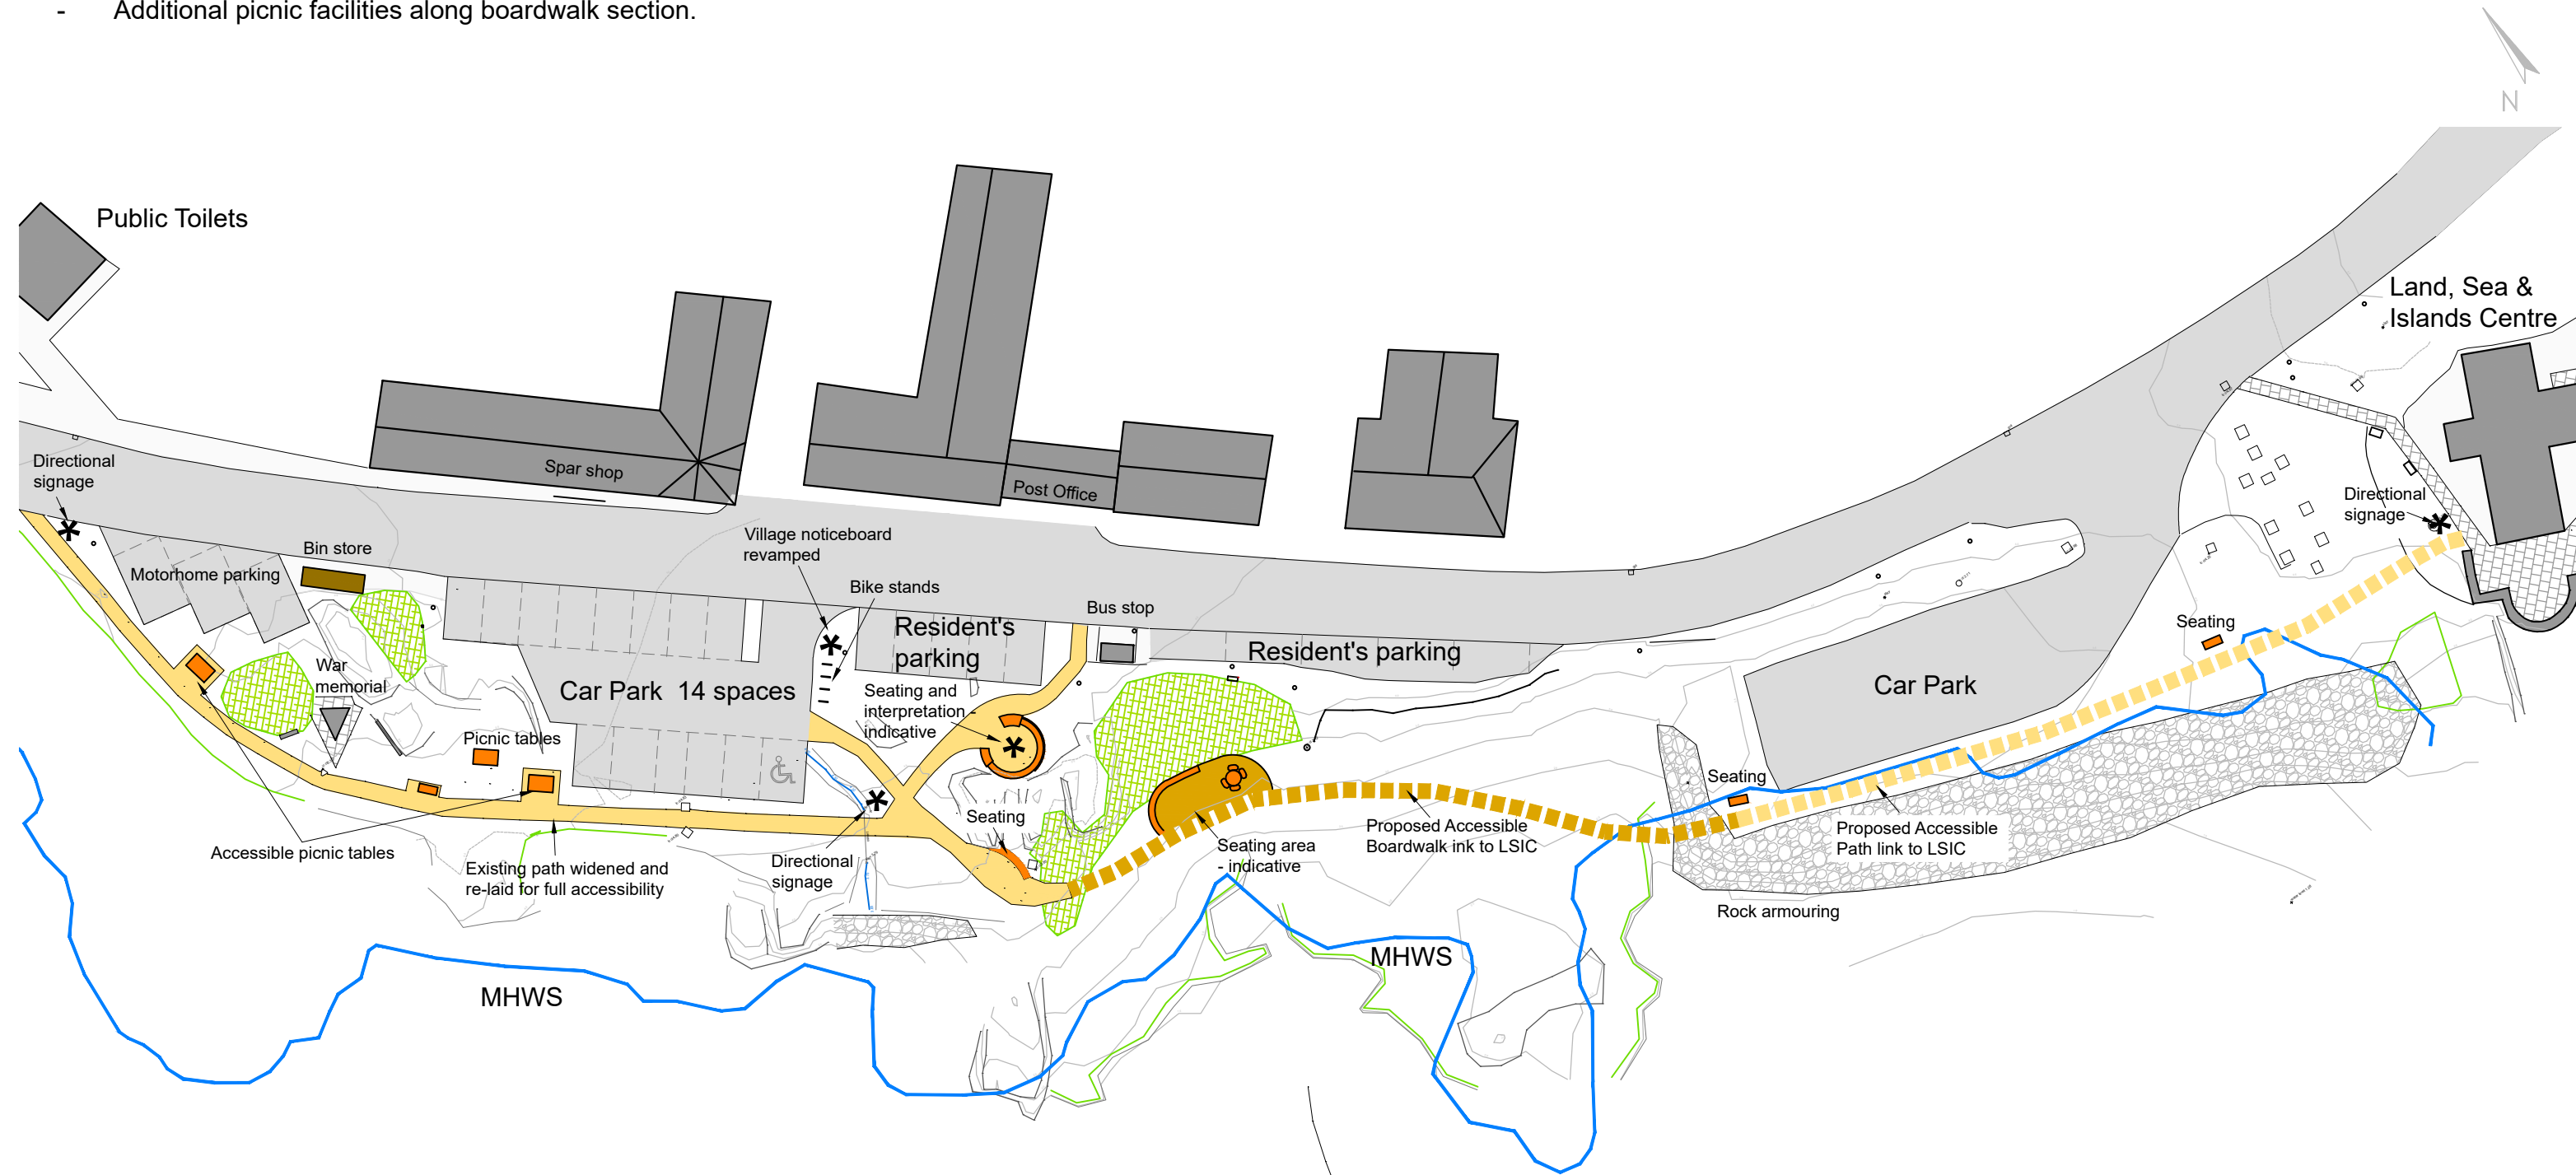 - Additional picnic facilities along boardwalk section.
N
Public Toilets
Land, Sea &
Islands Centre
Directional
signage
Spar shop
Post Office
Village noticeboard
revamped
Directional
signage
Bin store
Motorhome parking
Bike stands
Bus stop
Resident's
parking
Resident's parking
Seating
War
memorial
Car Park 14 spaces
Seating and
interpretation
indicative
Car Park
Picnic tables
Seating
Seating
Accessible picnic tables
Existing path widened and
re-laid for full accessibility
Directional
signage
Seating area
- indicative
Proposed Accessible
Boardwalk ink to LSIC
Proposed Accessible
Path link to LSIC
Rock armouring
MHWS
MHWS